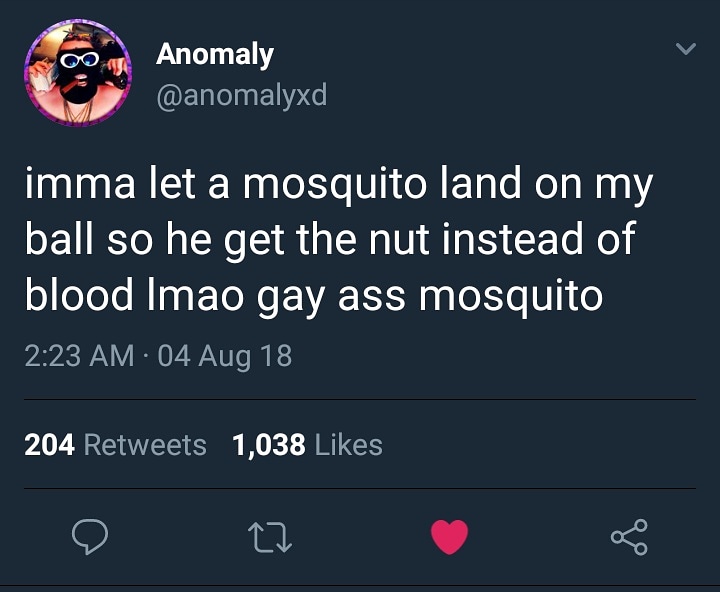 Anomaly
@anomalyxd
imma let a mosquito land on my
ball so he get the nut instead of
blood lmao gay ass mosquito
2:23 AM · 04 Aug 18
204 Retweets 1,038 Likes